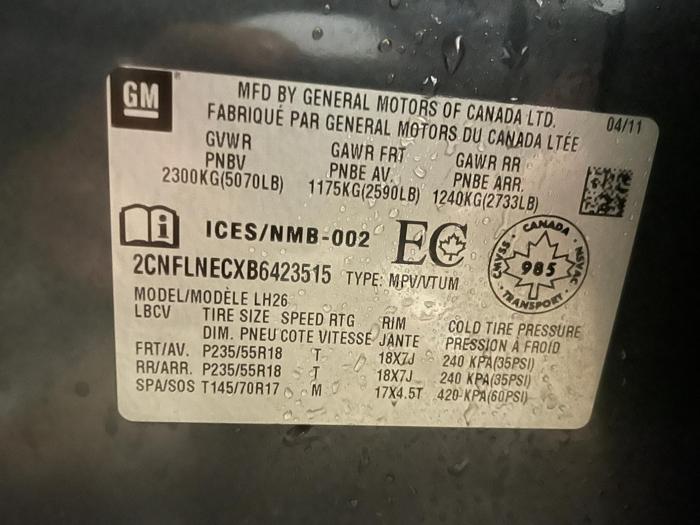 GM
MFD BY GENERAL MOTORS OF CANADA LTD.
FABRIQUÉ PAR GENERAL MOTORS DU CANADA LTÉE
04/11
GVWR GAWR FRT GAWR RR
PNBV PNBE AV. PNBE ARR.
2300KG(5070LB) 1175KG(2590LB) 1240KG(2733LB)
i ICES/NMB-002 EC
CANADA
CMVSS 985 NSVAC
TRANSPORT
2CNFLNECXB6423515 TYPE: MPV/VTUM
MODEL/MODÈLE LH26
LBCV TIRE SIZE SPEED RTG RIM COLD TIRE PRESSURE
DIM. PNEU COTE VITESSE JANTE PRESSION À FROID
FRT/AV. P235/55R18 T 18X7J 240 KPA(35PSI)
RR/ARR. P235/55R18 T 18X7J 240 KPA(35PSI)
SPA/SOS T145/70R17 M 17X4.5T 420 KPA(60PSI)